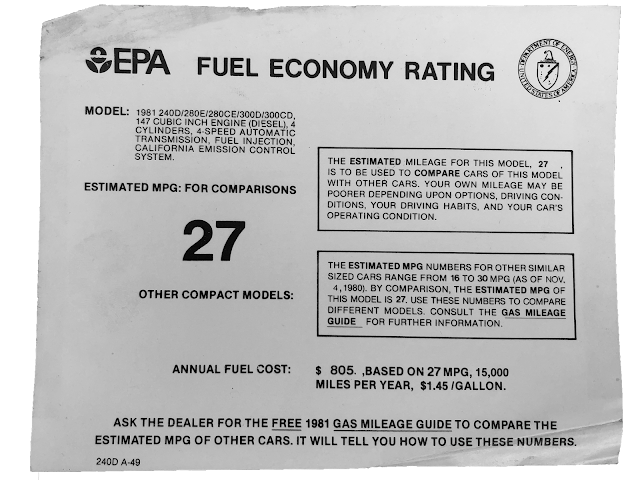 EPA FUEL ECONOMY RATING
DEPARTMENT OF ENERGY
UNITED STATES OF AMERICA
MODEL: 1981 240D/280E/280CE/300D/300CD,
147 CUBIC INCH ENGINE (DIESEL), 4
CYLINDERS, 4-SPEED AUTOMATIC
TRANSMISSION, FUEL INJECTION,
CALIFORNIA EMISSION CONTROL
SYSTEM.
ESTIMATED MPG: FOR COMPARISONS
27
THE ESTIMATED MILEAGE FOR THIS MODEL, 27 ,
IS TO BE USED TO COMPARE CARS OF THIS MODEL
WITH OTHER CARS. YOUR OWN MILEAGE MAY BE
POORER DEPENDING UPON OPTIONS, DRIVING CON-
DITIONS, YOUR DRIVING HABITS, AND YOUR CAR'S
OPERATING CONDITION.
OTHER COMPACT MODELS:
THE ESTIMATED MPG NUMBERS FOR OTHER SIMILAR
SIZED CARS RANGE FROM 16 TO 30 MPG (AS OF NOV.
4,1980). BY COMPARISON, THE ESTIMATED MPG OF
THIS MODEL IS 27. USE THESE NUMBERS TO COMPARE
DIFFERENT MODELS. CONSULT THE GAS MILEAGE
GUIDE FOR FURTHER INFORMATION.
ANNUAL FUEL COST: $ 805. ,BASED ON 27 MPG, 15,000
MILES PER YEAR, $1.45 /GALLON.
ASK THE DEALER FOR THE FREE 1981 GAS MILEAGE GUIDE TO COMPARE THE
ESTIMATED MPG OF OTHER CARS. IT WILL TELL YOU HOW TO USE THESE NUMBERS.
240D A-49